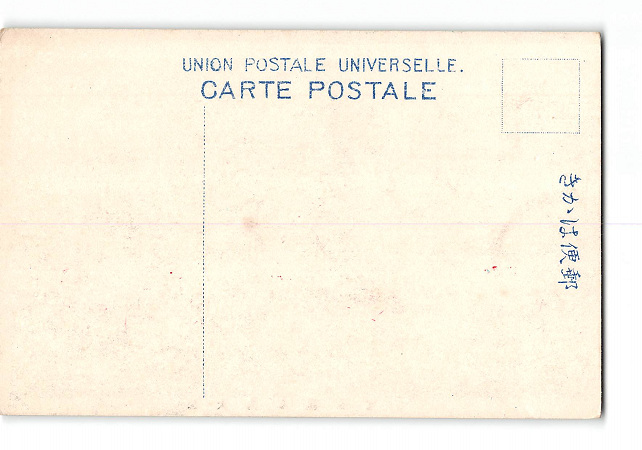 UNION POSTALE UNIVERSELLE.
CARTE POSTALE
きかは便郵